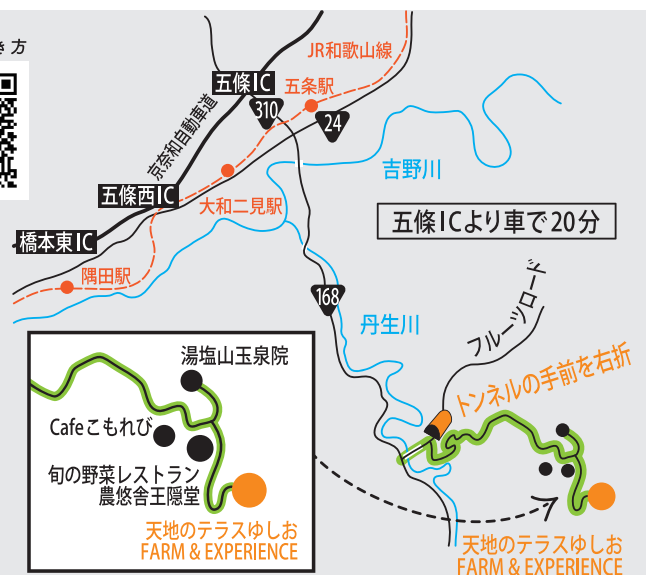 き方
JR和歌山線
五條IC
五条駅
310
24
京奈和自動車道
吉野川
五條西IC
大和二見駅
五條ICより車で20分
橋本東IC
隅田駅
168
丹生川
フルーツロード
トンネルの手前を右折
湯塩山玉泉院
Cafeこもれび
旬の野菜レストラン
農悠舎王隠堂
天地のテラスゆしお
FARM & EXPERIENCE
天地のテラスゆしお
FARM & EXPERIENCE